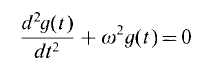 d²g(t)/dt² + ω²g(t) = 0